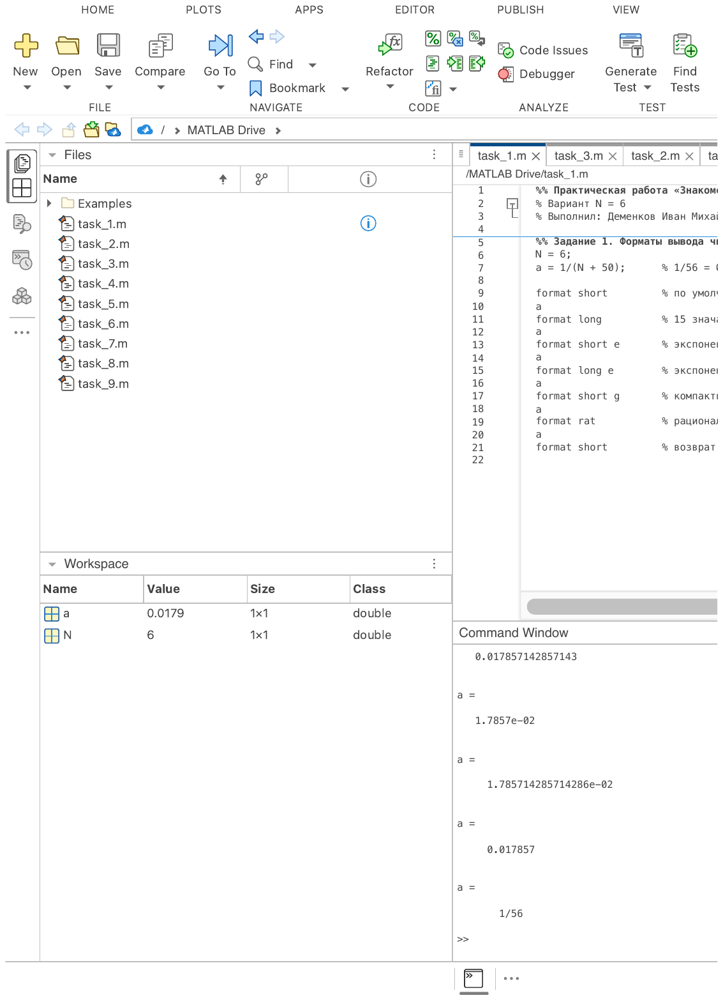 HOME PLOTS APPS EDITOR PUBLISH VIEW
New Open Save Compare Go To Find Bookmark Refactor Code Issues Debugger Generate Test Find Tests
FILE NAVIGATE CODE ANALYZE TEST
/ MATLAB Drive
Files
Name
Examples
task_1.m
task_2.m
task_3.m
task_4.m
task_5.m
task_6.m
task_7.m
task_8.m
task_9.m
Workspace
Name Value Size Class
a 0.0179 1×1 double
N 6 1×1 double
task_1.m task_3.m task_2.m ta
/MATLAB Drive/task_1.m
1 %% Практическая работа «Знаком
2 % Вариант N = 6
3 % Выполнил: Деменков Иван Михай
4
5 %% Задание 1. Форматы вывода
6 N = 6;
7 a = 1/(N + 50); % 1/56 =
8
9 format short % по умол
10 a
11 format long % 15 знач
12 a
13 format short e % экспонен
14 a
15 format long e % экспонен
16 a
17 format short g % компакт
18 a
19 format rat % рационал
20 a
21 format short % возврат
22
Command Window
0.017857142857143
a =
1.7857e-02
a =
1.785714285714286e-02
a =
0.017857
a =
1/56
>>